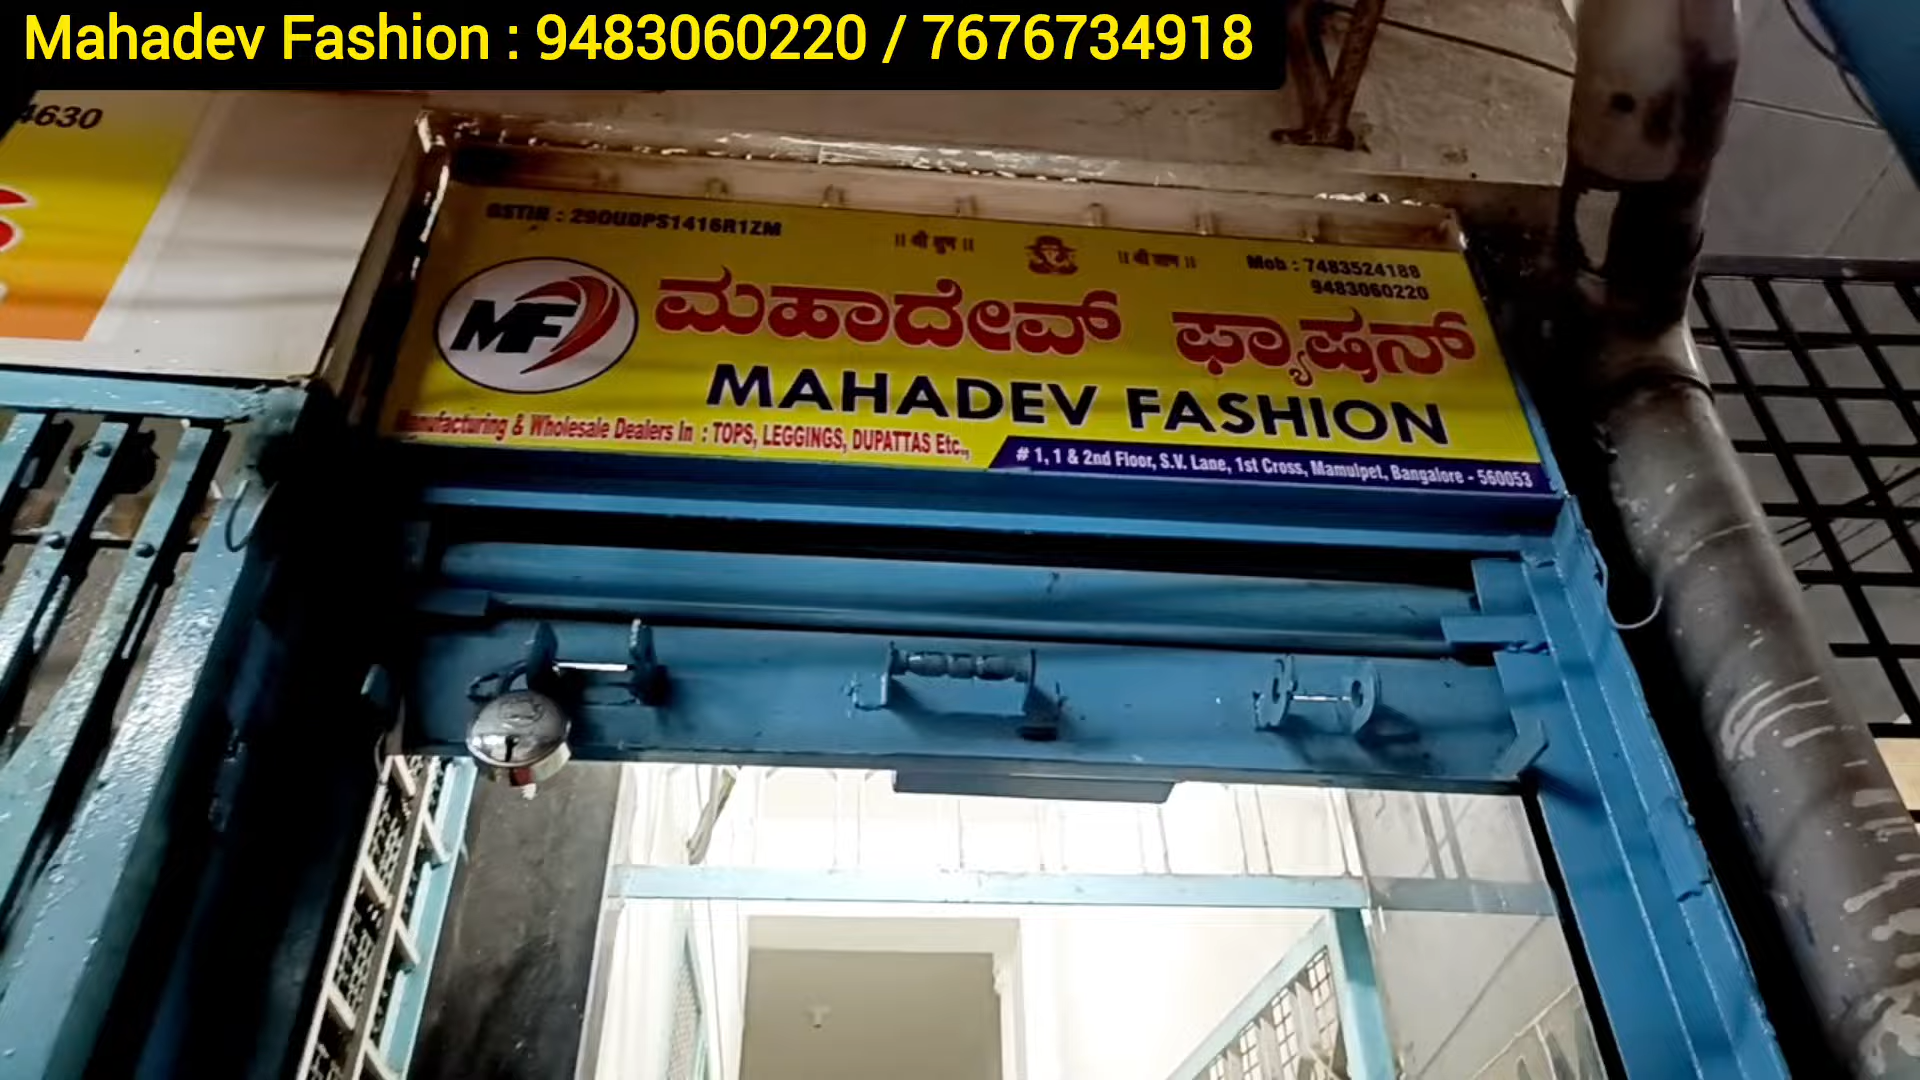 Mahadev Fashion : 9483060220 / 7676734918
4630
GSTIN : 29OUDPS1416R1ZM
Mob : 7483524188
9483060220
MF
ಮಹಾದೇವ್ ಫ್ಯಾಷನ್
MAHADEV FASHION
Manufacturing & Wholesale Dealers In : TOPS, LEGGINGS, DUPATTAS Etc.,
# 1, 1 & 2nd Floor, S.V. Lane, 1st Cross, Mamulpet, Bangalore - 560053